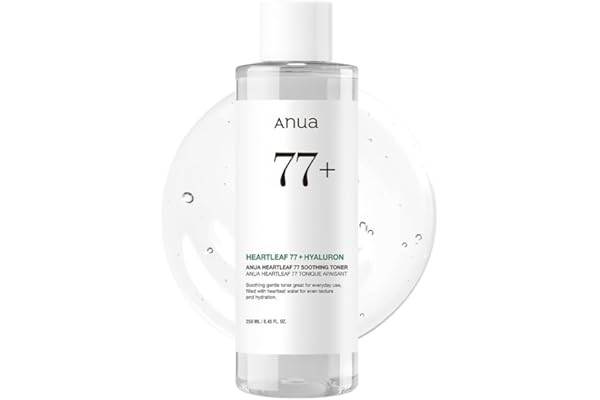 Anua
77+
HEARTLEAF 77 + HYALURON
ANUA HEARTLEAF 77 SOOTHING TONER
ANUA HEARTLEAF 77 TONIQUE APAISANT
Soothing gentle toner great for everyday use,
filled with heartleaf water for even texture
and hydration.
250 ML / 8.45 FL. OZ.